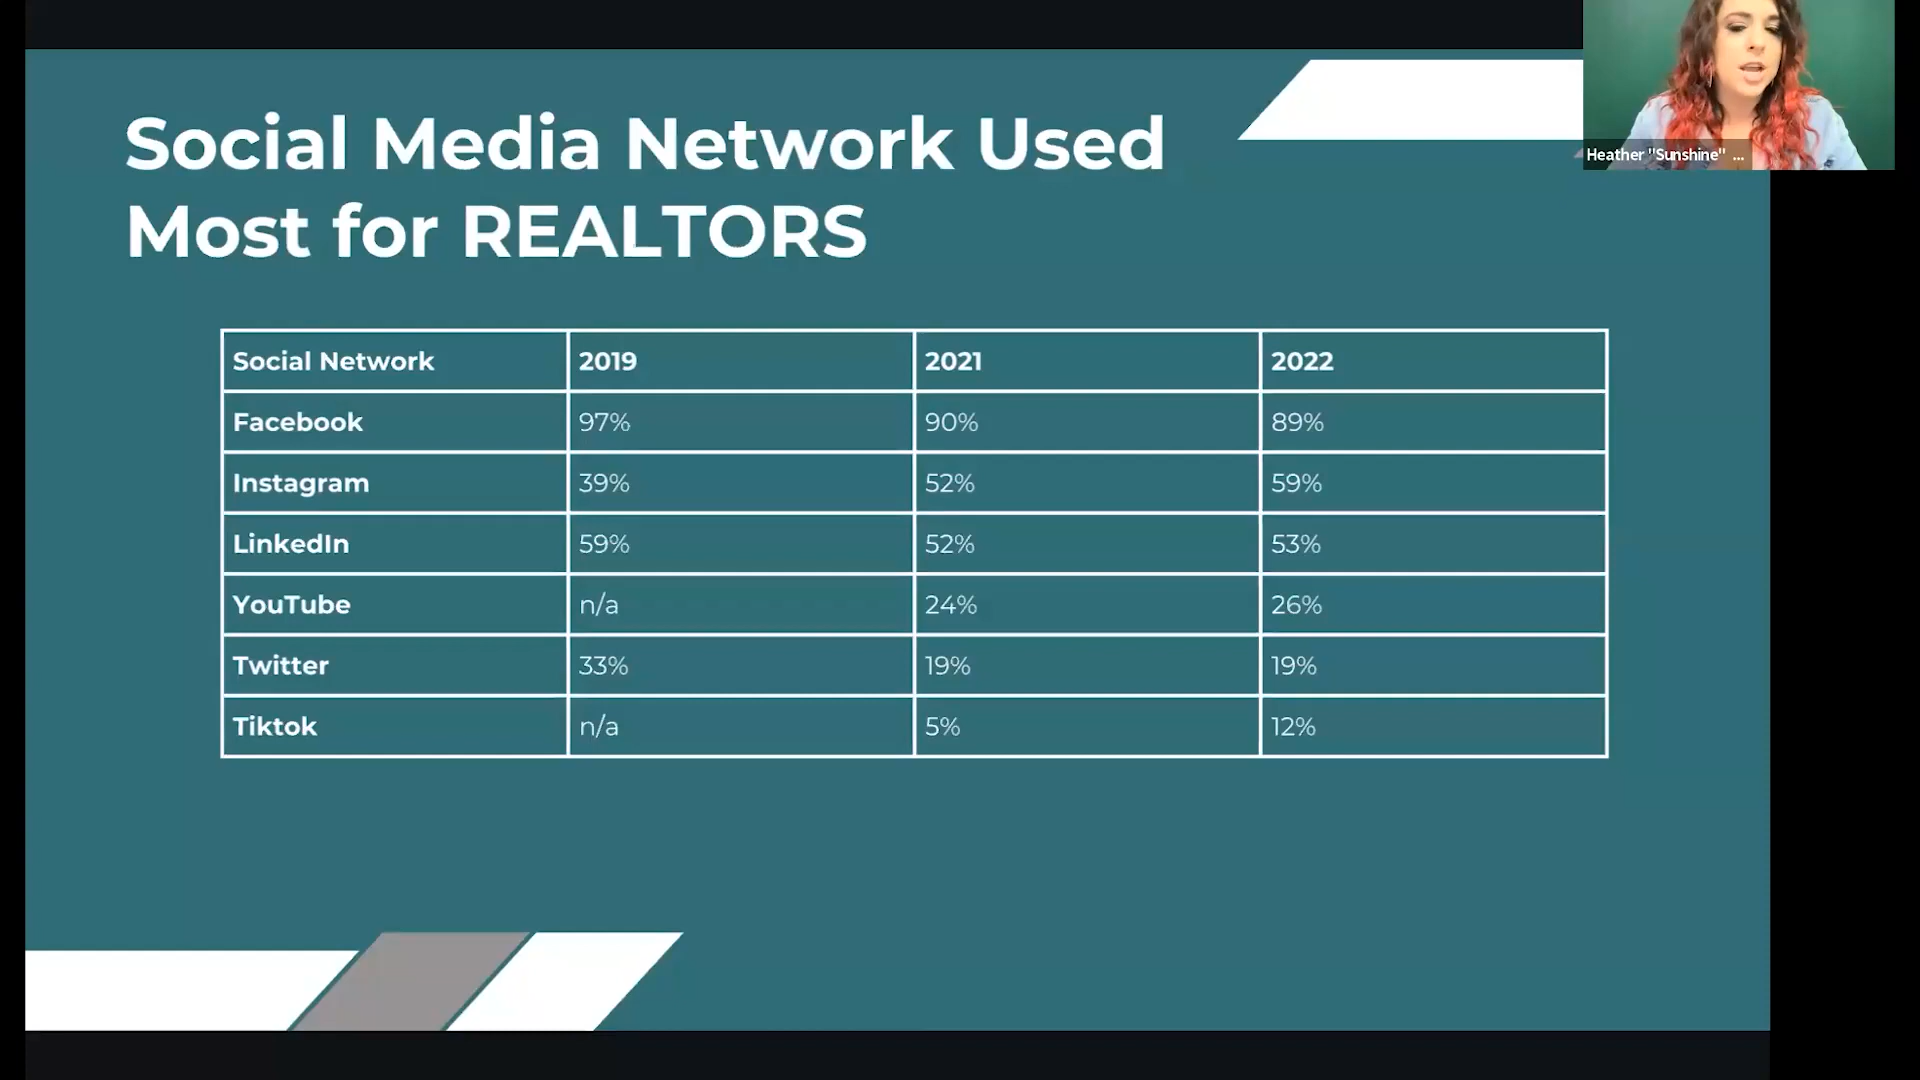 Social Media Network Used
Most for REALTORS
Heather "Sunshine" ...
Social Network 2019 2021 2022
Facebook 97% 90% 89%
Instagram 39% 52% 59%
LinkedIn 59% 52% 53%
YouTube n/a 24% 26%
Twitter 33% 19% 19%
Tiktok n/a 5% 12%